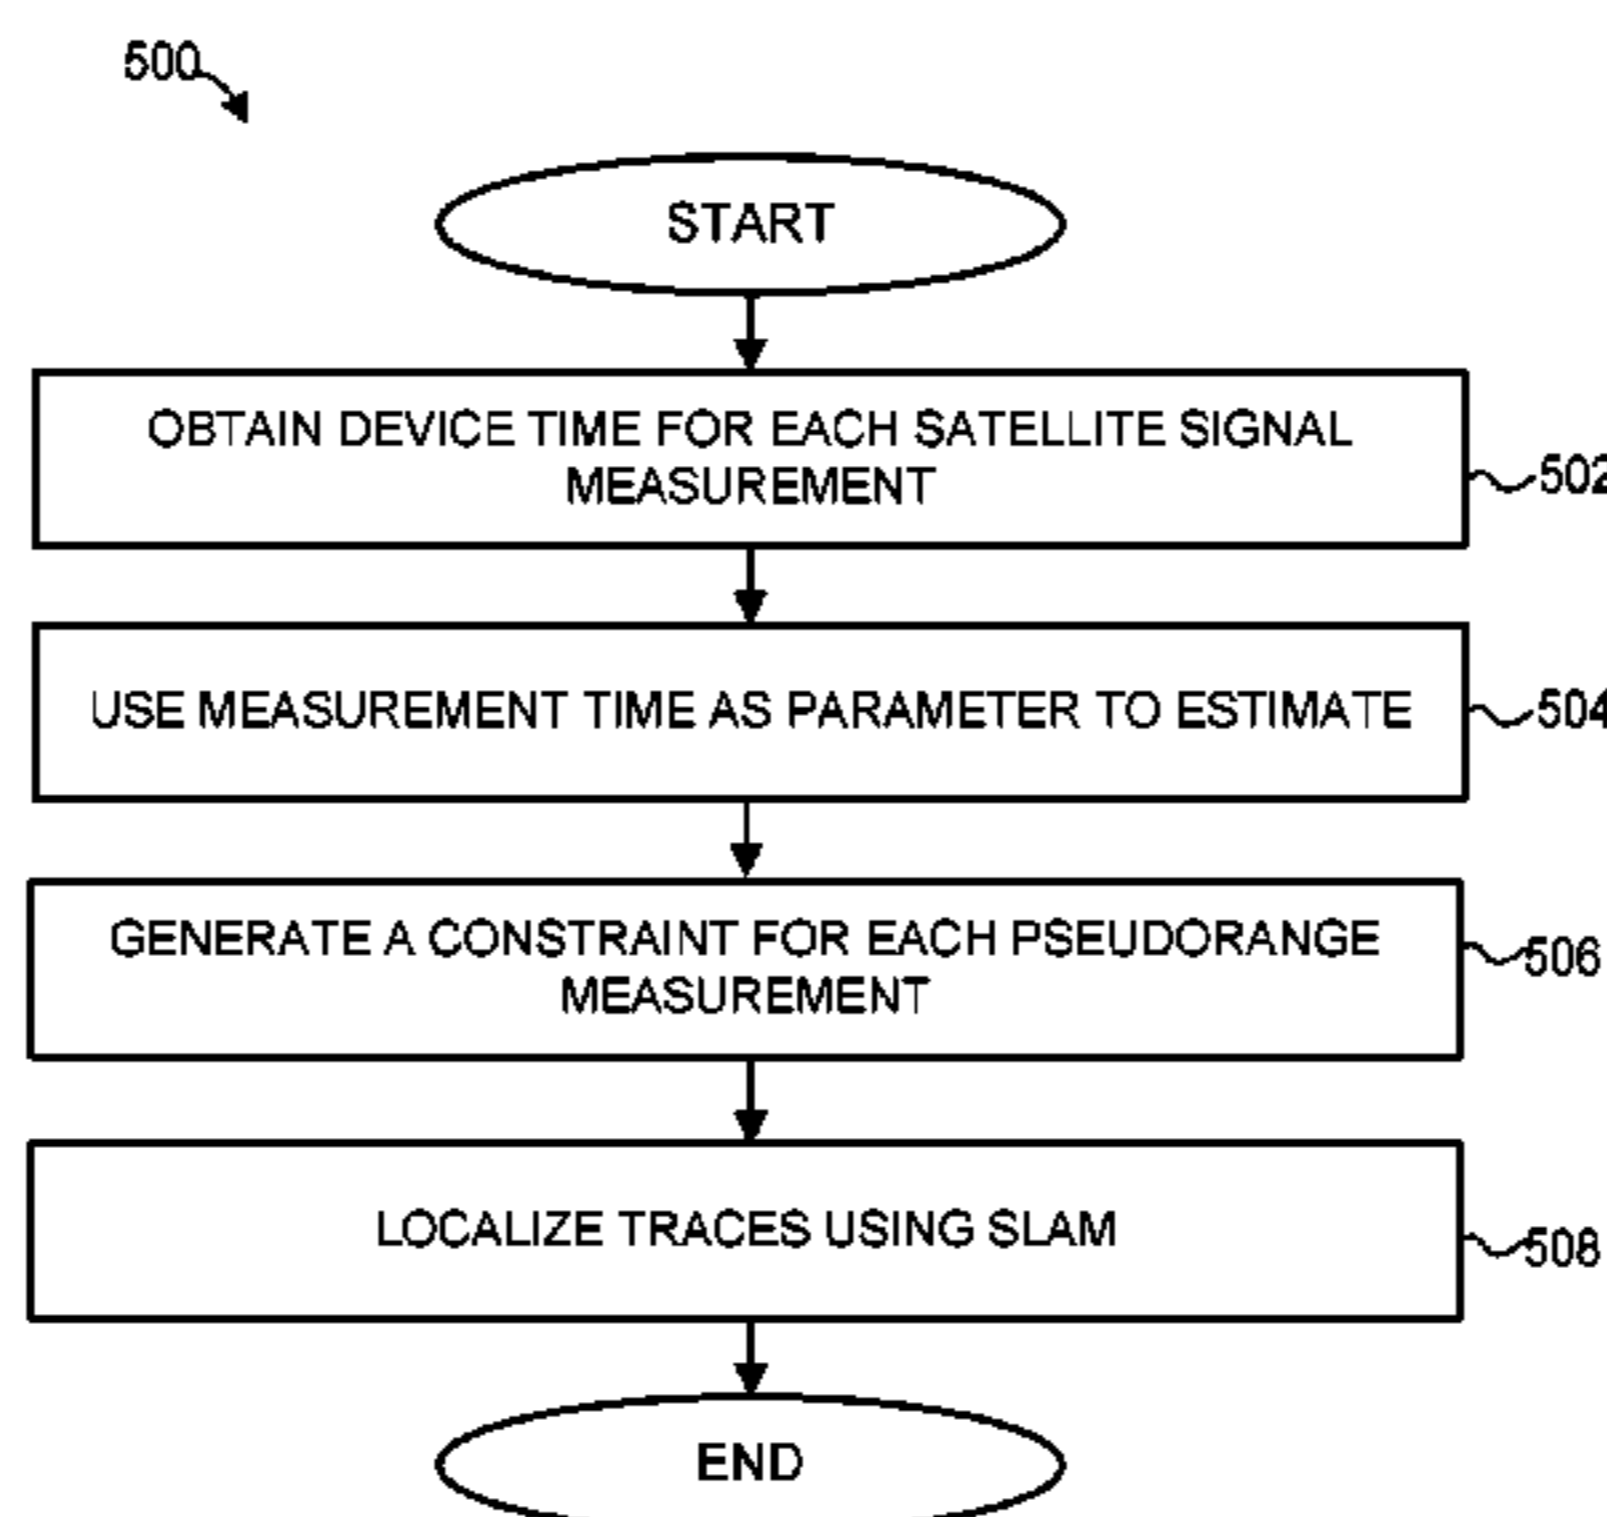 500
START
OBTAIN DEVICE TIME FOR EACH SATELLITE SIGNAL
MEASUREMENT
502
USE MEASUREMENT TIME AS PARAMETER TO ESTIMATE
504
GENERATE A CONSTRAINT FOR EACH PSEUDORANGE
MEASUREMENT
506
LOCALIZE TRACES USING SLAM
508
END